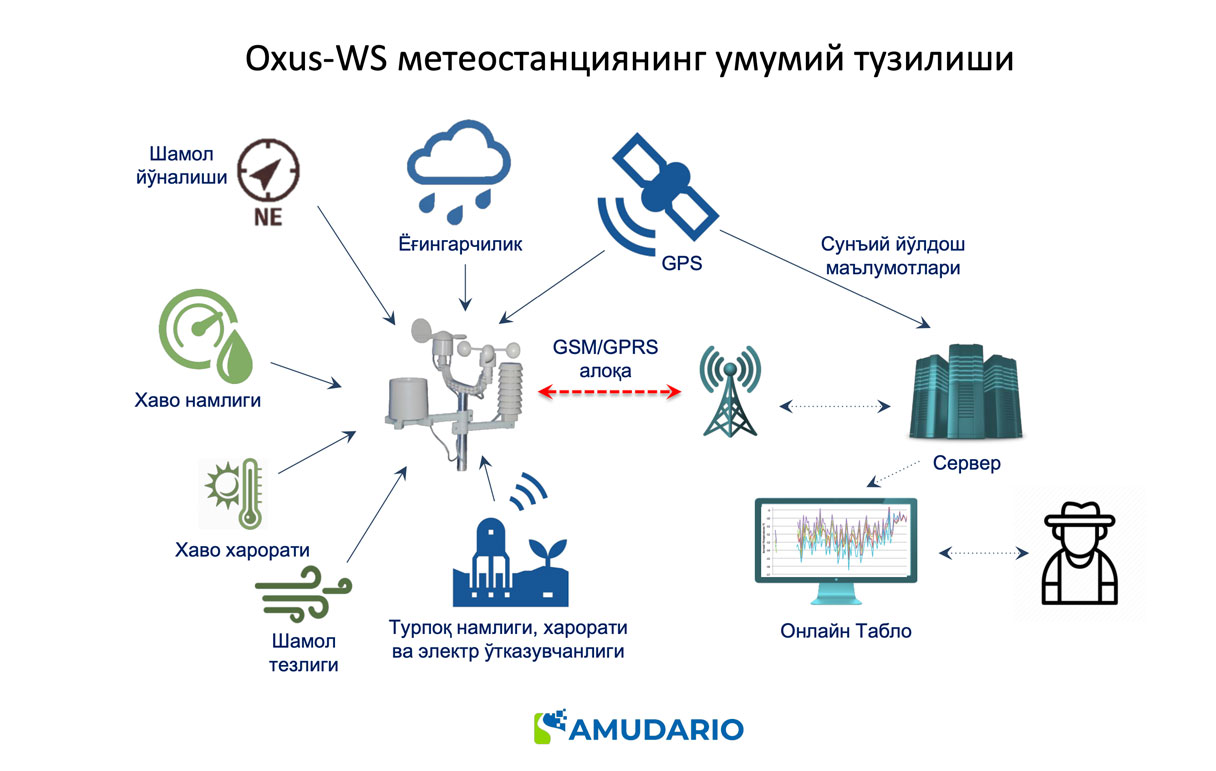 Oxus-WS метеостанциянинг умумий тузилиши
Шамол
йўналиши
NE
Ёғингарчилик
GPS
Сунъий йўлдош
маълумотлари
Хаво намлиги
GSM/GPRS
алоқа
Сервер
Хаво харорати
Шамол
тезлиги
Турпоқ намлиги, харорати
ва электр ўтказувчанлиги
Онлайн Табло
AMUDARIO